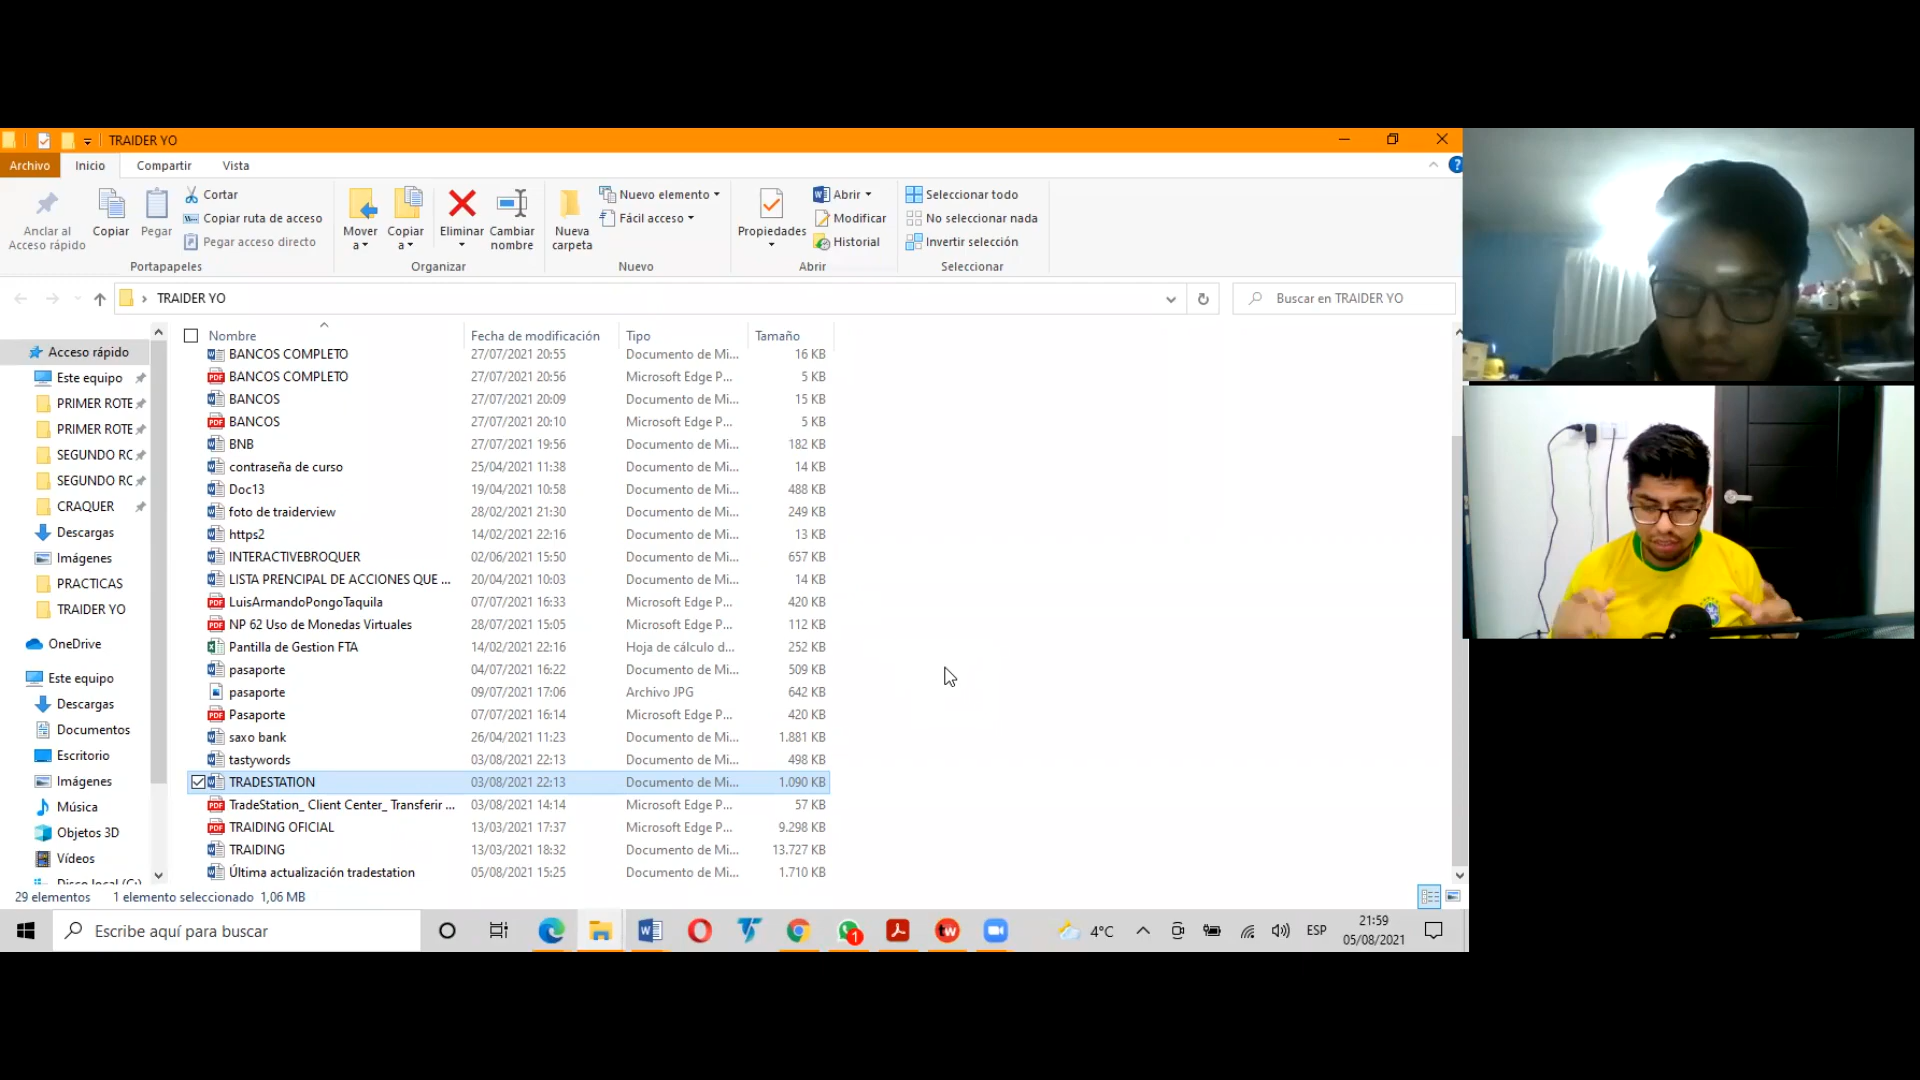 TRAIDER YO
Archivo Inicio Compartir Vista
Anclar al Acceso rápido
Copiar
Pegar
Cortar
Copiar ruta de acceso
Pegar acceso directo
Portapapeles
Mover a
Copiar a
Eliminar
Cambiar nombre
Organizar
Nueva carpeta
Nuevo elemento
Fácil acceso
Nuevo
Propiedades
Abrir
Modificar
Historial
Abrir
Seleccionar todo
No seleccionar nada
Invertir selección
Seleccionar
TRAIDER YO
Buscar en TRAIDER YO
Acceso rápido
Este equipo
PRIMER ROTE
PRIMER ROTE
SEGUNDO RC
SEGUNDO RC
CRAQUER
Descargas
Imágenes
PRACTICAS
TRAIDER YO
OneDrive
Este equipo
Descargas
Documentos
Escritorio
Imágenes
Música
Objetos 3D
Vídeos
Disco local (C:)
Nombre Fecha de modificación Tipo Tamaño
BANCOS COMPLETO 27/07/2021 20:55 Documento de Mi... 16 KB
BANCOS COMPLETO 27/07/2021 20:56 Microsoft Edge P... 5 KB
BANCOS 27/07/2021 20:09 Documento de Mi... 15 KB
BANCOS 27/07/2021 20:10 Microsoft Edge P... 5 KB
BNB 27/07/2021 19:56 Documento de Mi... 182 KB
contraseña de curso 25/04/2021 11:38 Documento de Mi... 14 KB
Doc13 19/04/2021 10:58 Documento de Mi... 488 KB
foto de traiderview 28/02/2021 21:30 Documento de Mi... 249 KB
https2 14/02/2021 22:16 Documento de Mi... 13 KB
INTERACTIVEBROQUER 02/06/2021 15:50 Documento de Mi... 657 KB
LISTA PRENCIPAL DE ACCIONES QUE ... 20/04/2021 10:03 Documento de Mi... 14 KB
LuisArmandoPongoTaquila 07/07/2021 16:33 Microsoft Edge P... 420 KB
NP 62 Uso de Monedas Virtuales 28/07/2021 15:05 Microsoft Edge P... 112 KB
Pantilla de Gestion FTA 14/02/2021 22:16 Hoja de cálculo d... 252 KB
pasaporte 04/07/2021 16:22 Documento de Mi... 509 KB
pasaporte 09/07/2021 17:06 Archivo JPG 642 KB
Pasaporte 07/07/2021 16:14 Microsoft Edge P... 420 KB
saxo bank 26/04/2021 11:23 Documento de Mi... 1.881 KB
tastywords 03/08/2021 22:13 Documento de Mi... 498 KB
TRADESTATION 03/08/2021 22:13 Documento de Mi... 1.090 KB
TradeStation_ Client Center_ Transferir ... 03/08/2021 14:14 Microsoft Edge P... 57 KB
TRAIDING OFICIAL 13/03/2021 17:37 Microsoft Edge P... 9.298 KB
TRAIDING 13/03/2021 18:32 Documento de Mi... 13.727 KB
Última actualización tradestation 05/08/2021 15:25 Documento de Mi... 1.710 KB
29 elementos 1 elemento seleccionado 1,06 MB
Escribe aquí para buscar
1
tw
4°C
ESP
21:59
05/08/2021